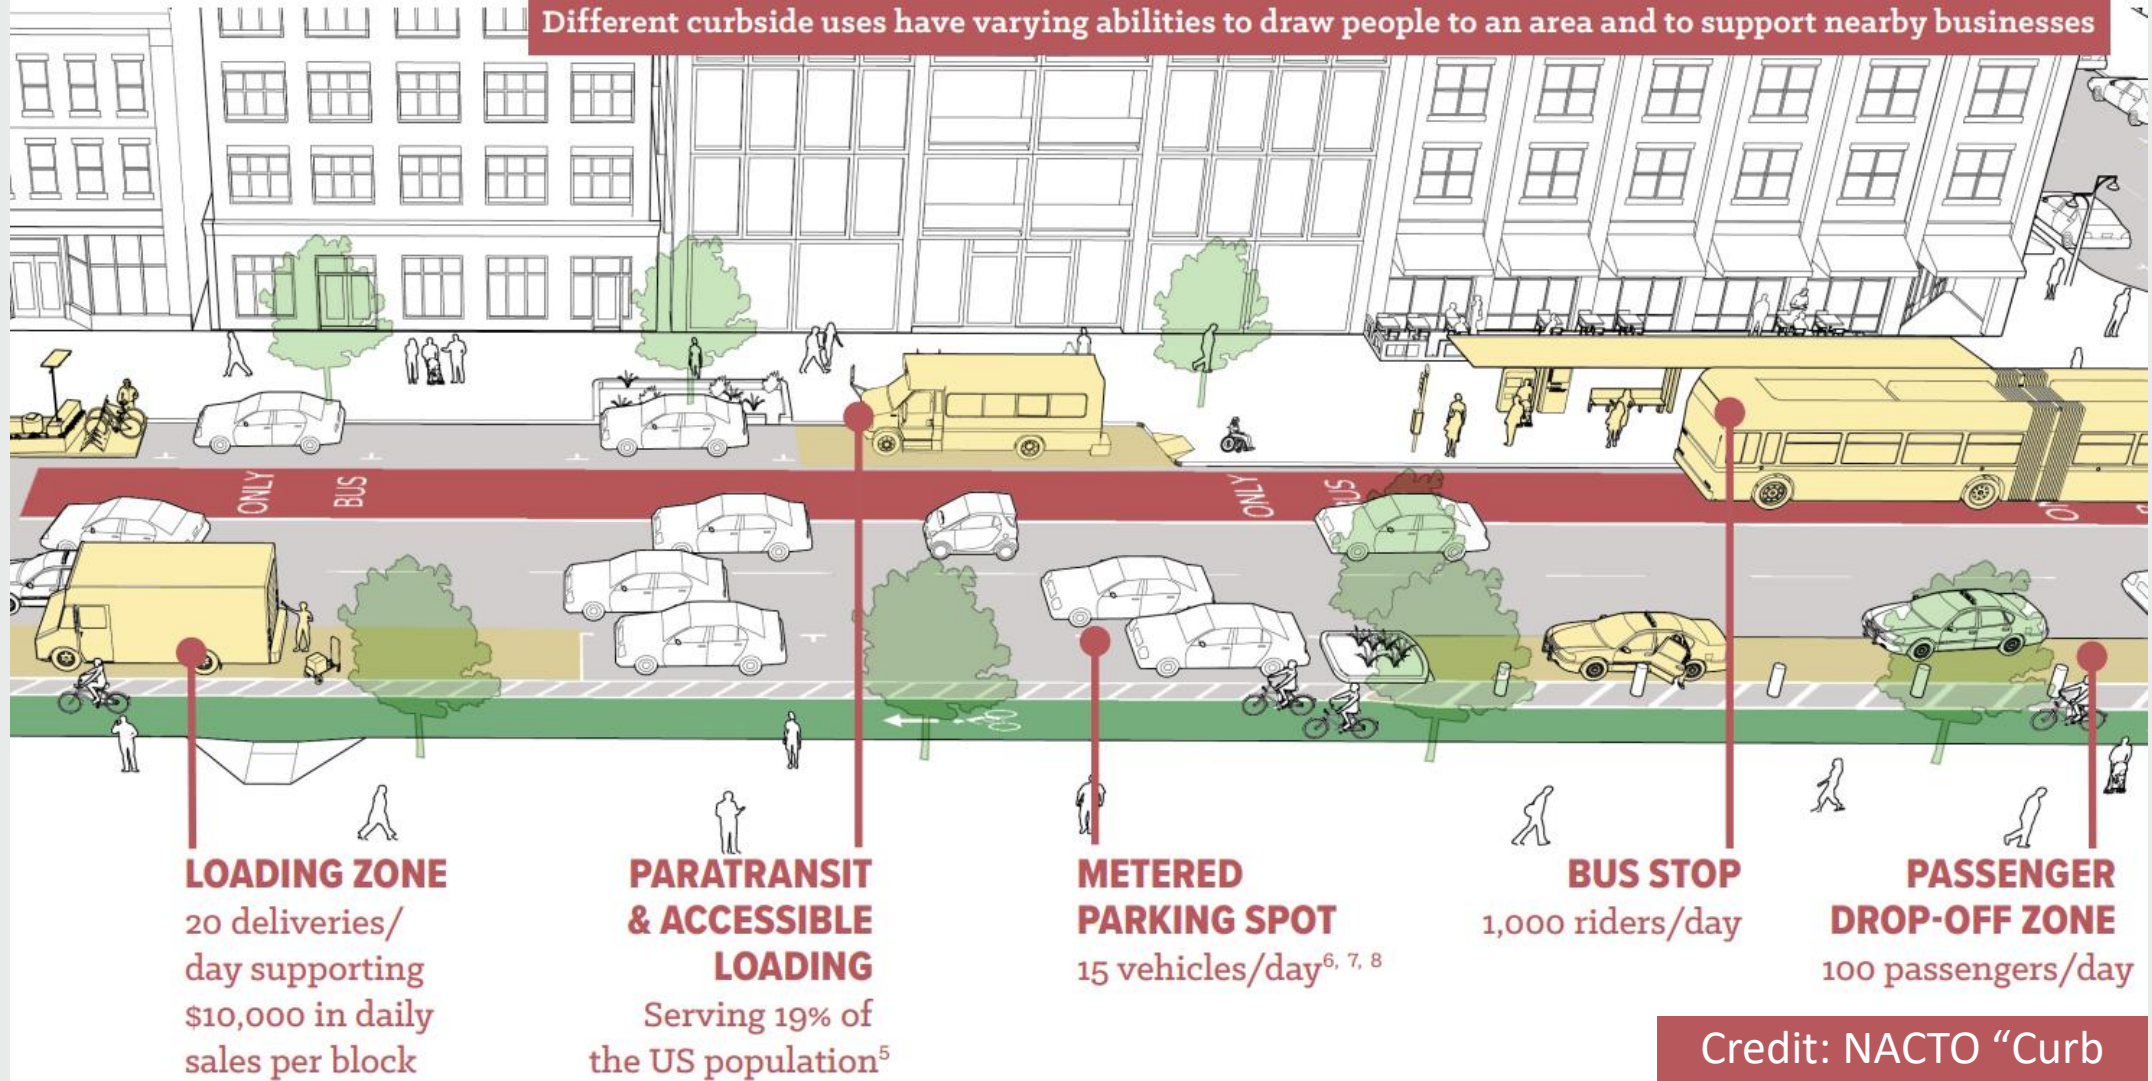 Different curbside uses have varying abilities to draw people to an area and to support nearby businesses
ONLY
BUS
ONLY
BUS
LOADING ZONE
20 deliveries/
day supporting
$10,000 in daily
sales per block
PARATRANSIT
& ACCESSIBLE
LOADING
Serving 19% of
the US population⁵
METERED
PARKING SPOT
15 vehicles/day⁶, ⁷, ⁸
BUS STOP
1,000 riders/day
PASSENGER
DROP-OFF ZONE
100 passengers/day
Credit: NACTO “Curb